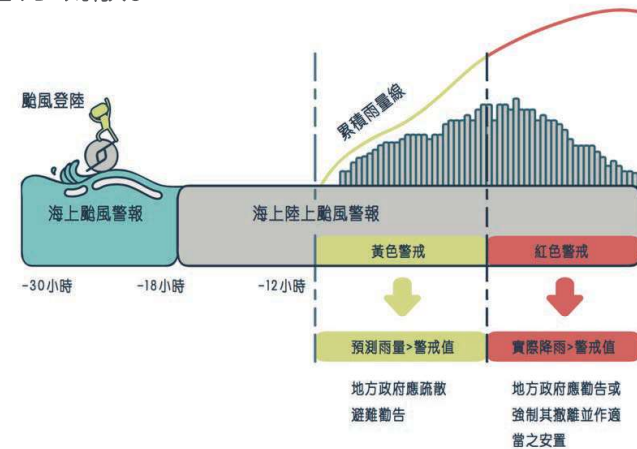 颱風登陸
累積雨量線
海上颱風警報
海上陸上颱風警報
黃色警戒
紅色警戒
-30小時
-18小時
-12小時
預測雨量>警戒值
實際降雨>警戒值
地方政府應疏散
避難勸告
地方政府應勸告或
強制其撤離並作適
當之安置